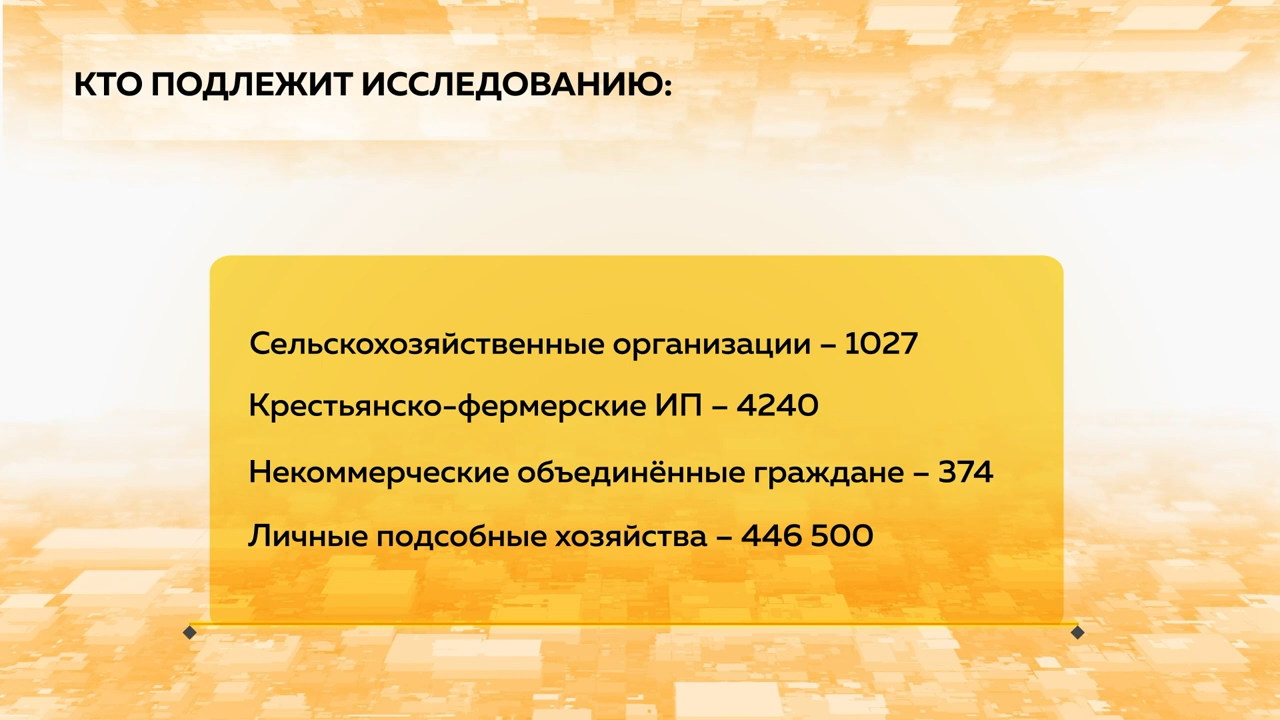 КТО ПОДЛЕЖИТ ИССЛЕДОВАНИЮ:
Сельскохозяйственные организации – 1027
Крестьянско-фермерские ИП – 4240
Некоммерческие объединённые граждане – 374
Личные подсобные хозяйства – 446 500